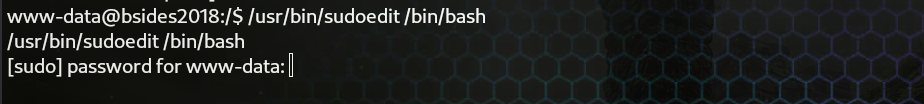 www-data@bsides2018:/$ /usr/bin/sudoedit /bin/bash
/usr/bin/sudoedit /bin/bash
[sudo] password for www-data: